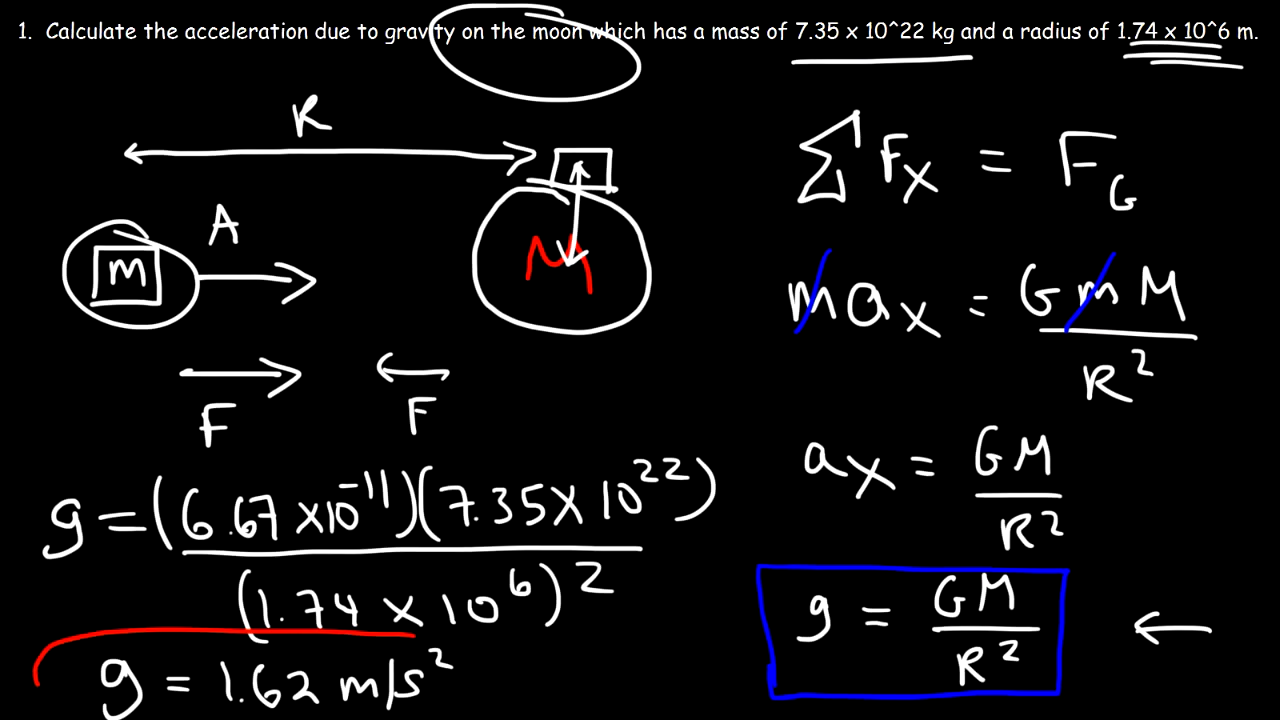 1. Calculate the acceleration due to gravity on the moon which has a mass of 7.35 x 10^22 kg and a radius of 1.74 x 10^6 m.
R
A
m
M
F
F
g = (6.67 x10⁻¹¹)(7.35 x 10²²)
(1.74 x 10⁶)²
g = 1.62 m/s²
∑ Fx = FG
max = GmM
R²
ax = GM
R²
g = GM
R²